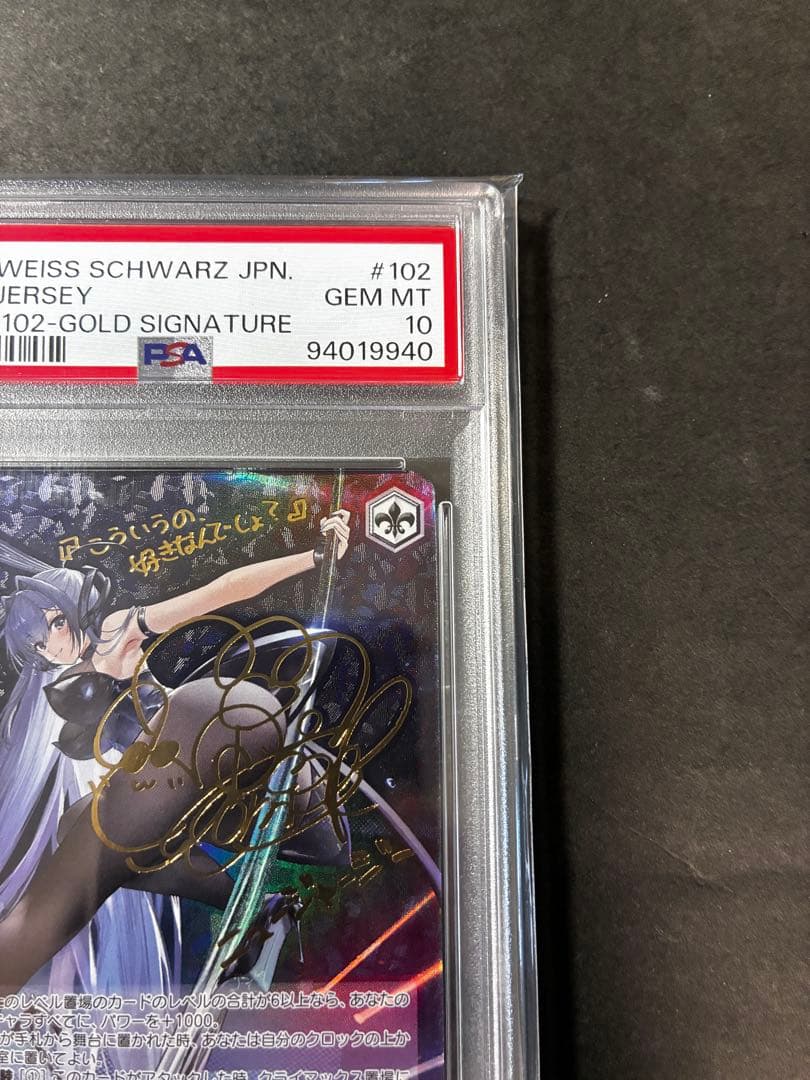 WEISS SCHWARZ JPN. #102
JERSEY GEM MT
102-GOLD SIGNATURE 10
PSA 94019940
『こういうの、
好きなんでしょて』
のレベル置場のカードのレベルの合計が6以上なら、あなたの
ャラすべてに、パワーを+1000。
が手札から舞台に置かれた時、あなたは自分のクロックの上か
室に置いてよい。
[①] このカードがアタックした時、クライマックス置場に